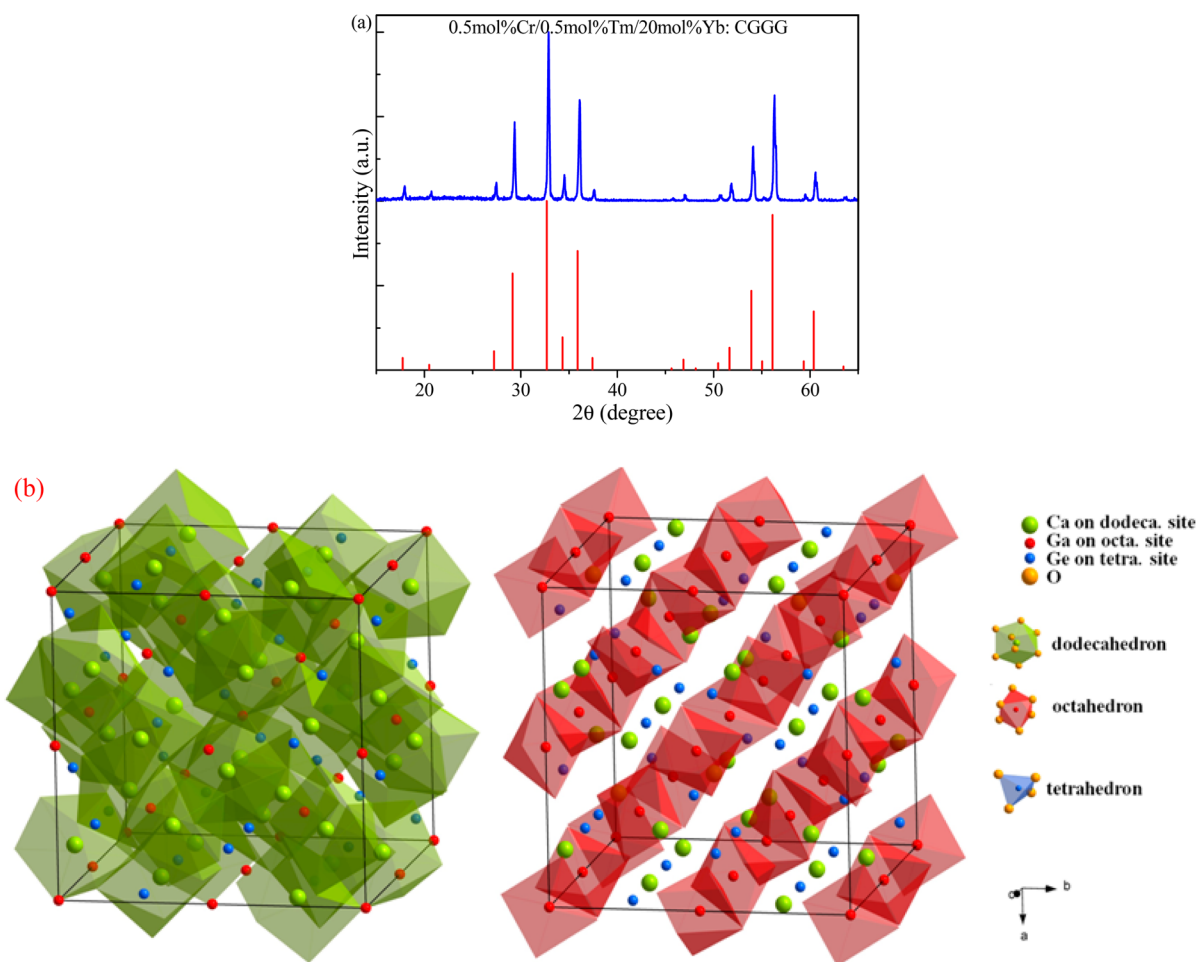 (a)
0.5mol%Cr/0.5mol%Tm/20mol%Yb: CGGG
Intensity (a.u.)
20 30 40 50 60
2θ (degree)
(b)
Ca on dodeca. site
Ga on octa. site
Ge on tetra. site
O
dodecahedron
octahedron
tetrahedron
c b
a